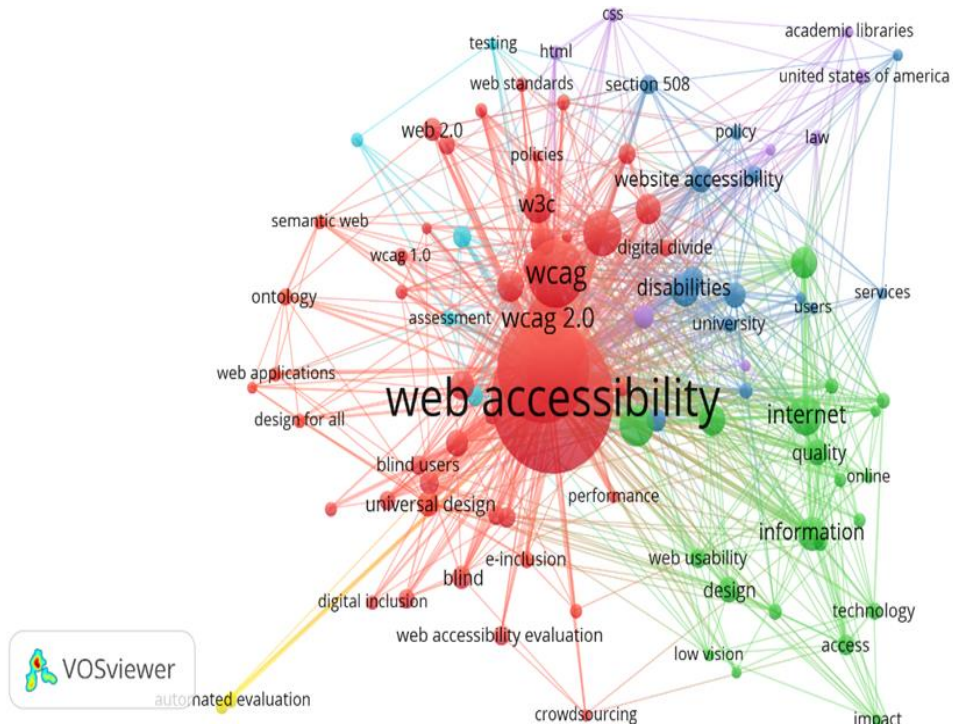 css
academic libraries
testing
html
united states of america
web standards
section 508
web 2.0
policy
law
policies
website accessibility
w3c
semantic web
digital divide
wcag 1.0
wcag
disabilities
ontology
services
users
assessment
wcag 2.0
university
web applications
web accessibility
design for all
internet
quality
blind users
online
performance
universal design
information
web usability
e-inclusion
blind
design
digital inclusion
technology
web accessibility evaluation
access
low vision
VOSviewer
automated evaluation
crowdsourcing
impact